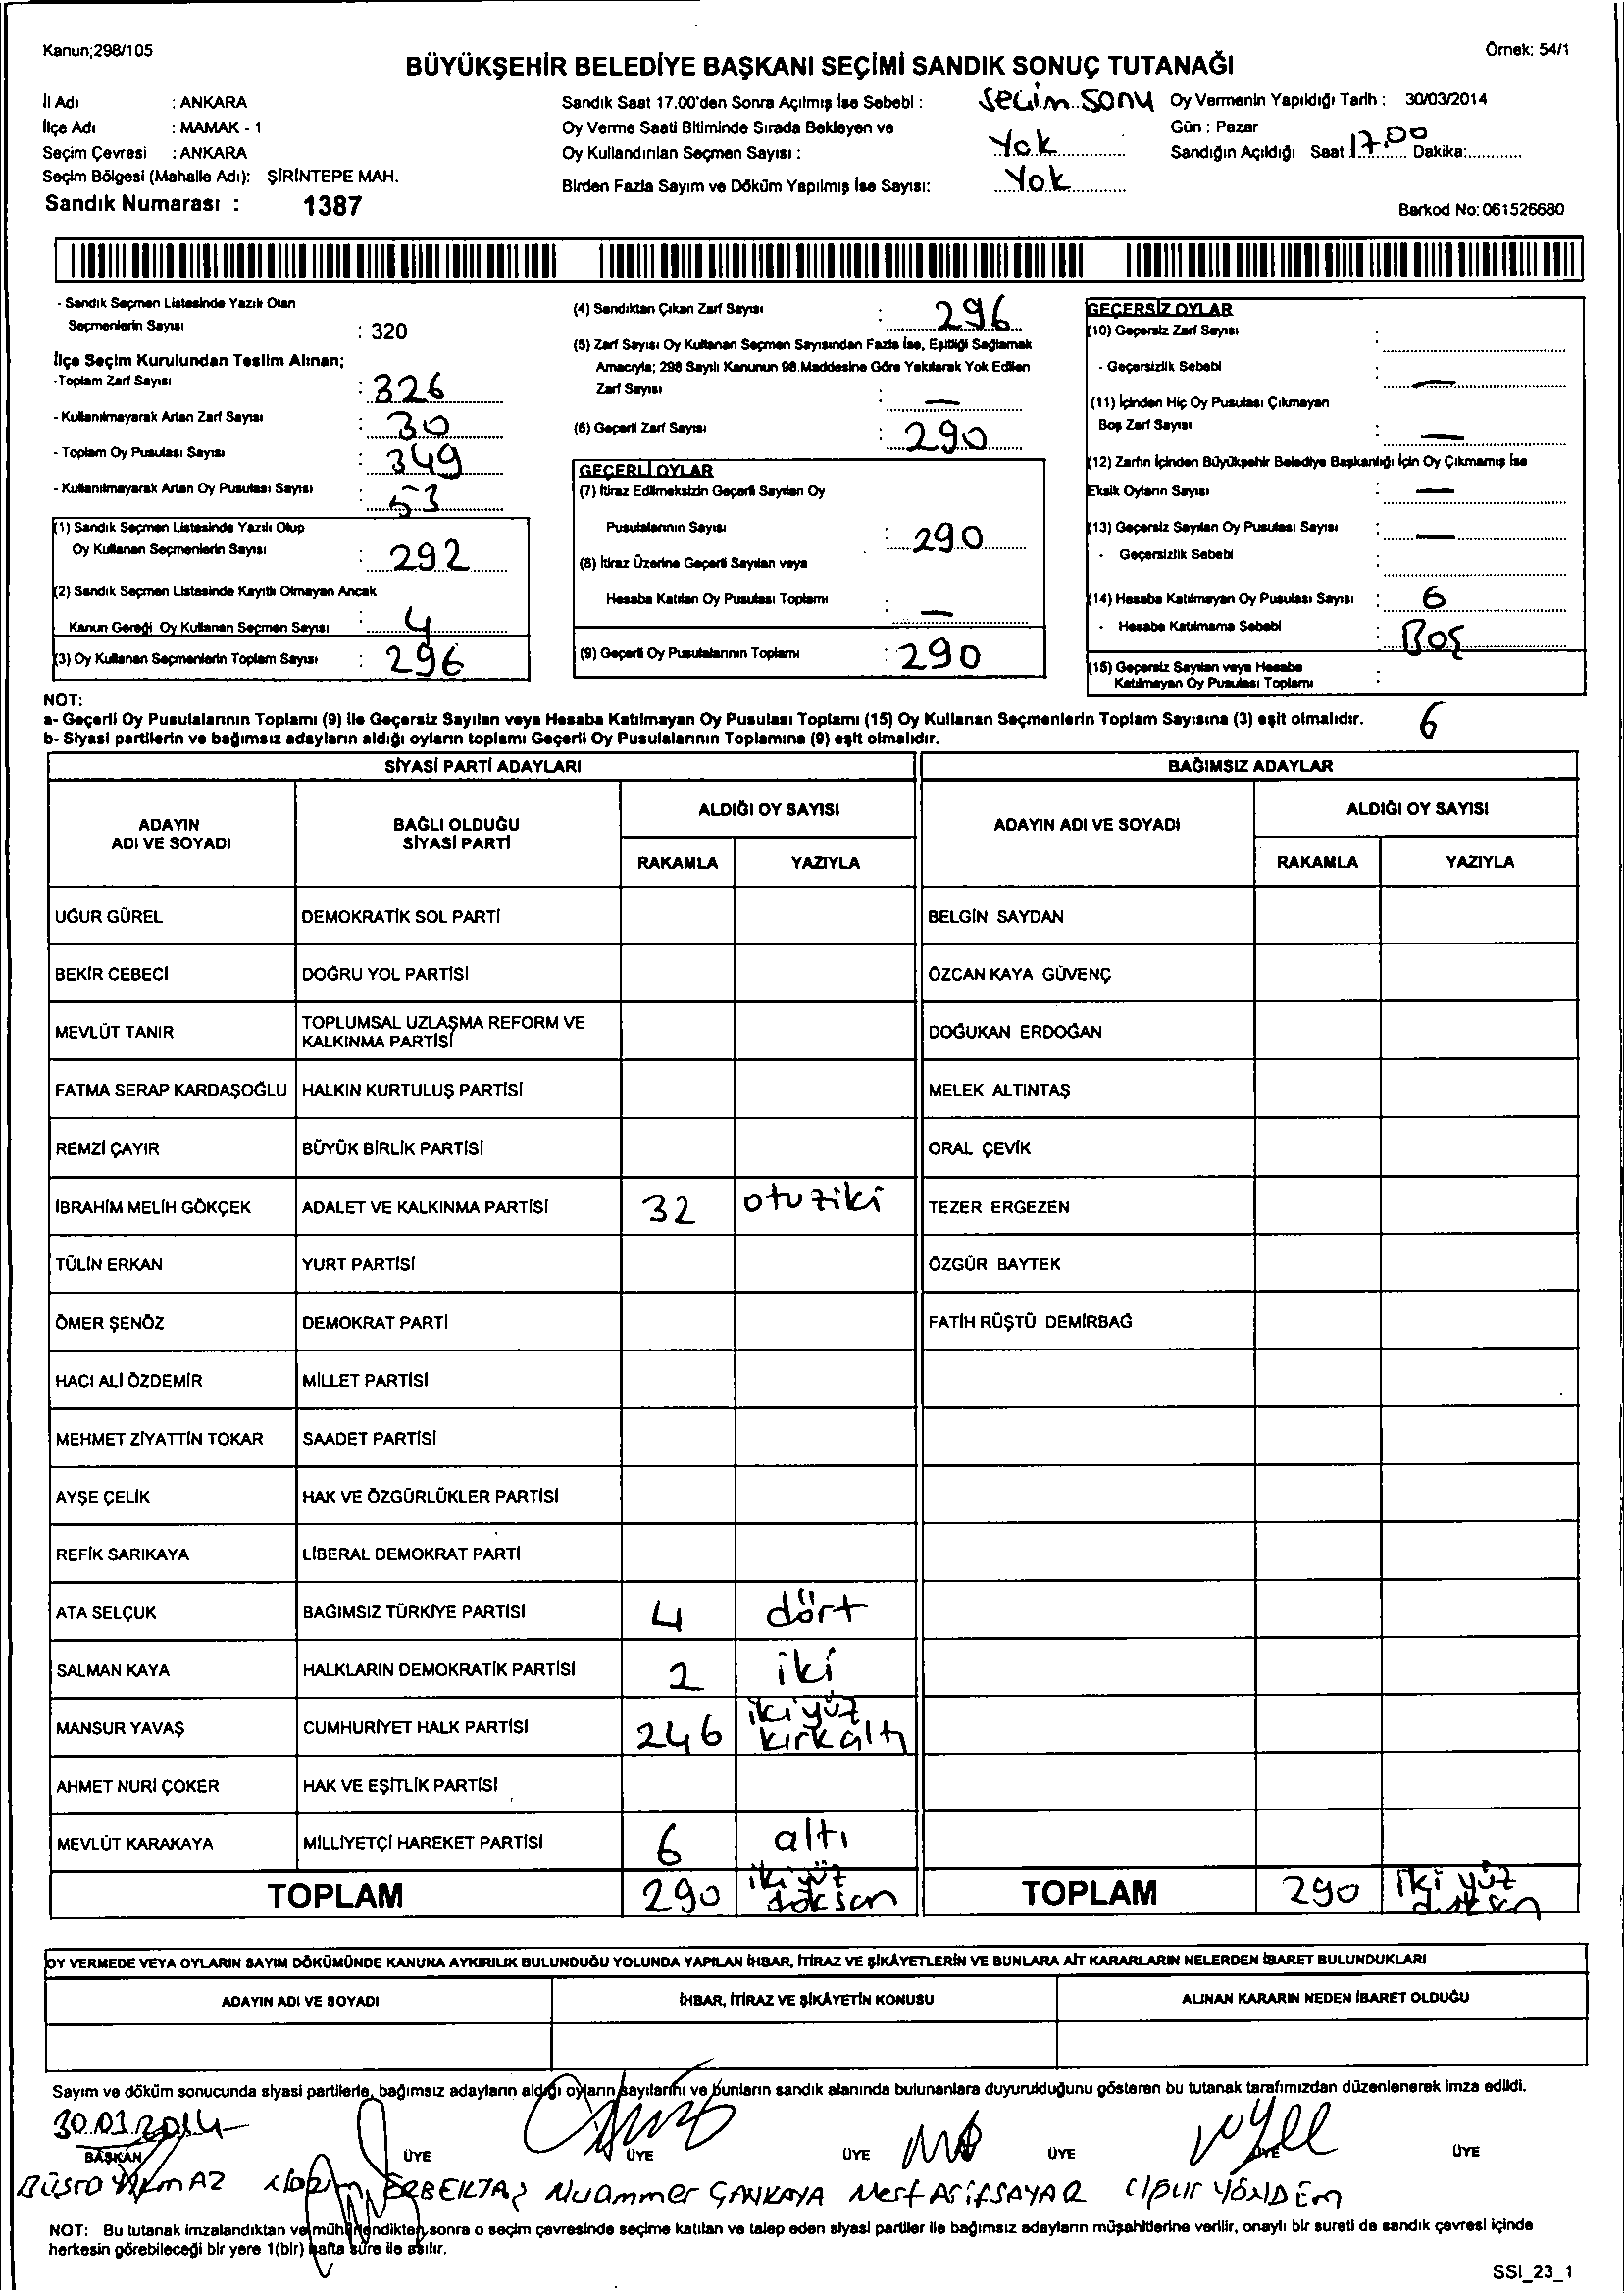 Kanun;298/105
Örnek: 54/1
BÜYÜKŞEHİR BELEDİYE BAŞKANI SEÇİMİ SANDIK SONUÇ TUTANAĞI
İl Adı : ANKARA
İlçe Adı : MAMAK - 1
Seçim Çevresi : ANKARA
Seçim Bölgesi (Mahalle Adı): ŞİRİNTEPE MAH.
Sandık Numarası : 1387
Sandık Saat 17.00'den Sonra Açılmış İse Sebebi : Seçim Sonu
Oy Verme Saati Bitiminde Sırada Bekleyen ve
Oy Kullandırılan Seçmen Sayısı : Yok
Birden Fazla Sayım ve Döküm Yapılmış İse Sayısı: Yok
Oy Vermenin Yapıldığı Tarih : 30/03/2014
Gün : Pazar
Sandığın Açıldığı Saat 17.00 Dakika:
Barkod No: 061526680
- Sandık Seçmen Listesinde Yazılı Olan
Seçmenlerin Sayısı : 320
İlçe Seçim Kurulundan Teslim Alınan;
-Toplam Zarf Sayısı : 326
- Kullanılmayarak Artan Zarf Sayısı : 30
- Toplam Oy Pusulası Sayısı : 349
- Kullanılmayarak Artan Oy Pusulası Sayısı : 53
(1) Sandık Seçmen Listesinde Yazılı Olup
Oy Kullanan Seçmenlerin Sayısı : 292
(2) Sandık Seçmen Listesinde Kayıtlı Olmayan Ancak
Kanun Gereği Oy Kullanan Seçmen Sayısı : 4
(3) Oy Kullanan Seçmenlerin Toplam Sayısı : 296
(4) Sandıktan Çıkan Zarf Sayısı : 296
(5) Zarf Sayısı Oy Kullanan Seçmen Sayısından Fazla İse, Eşitliği Sağlamak
Amacıyla; 298 Sayılı Kanunun 98.Maddesine Göre Yakılarak Yok Edilen
Zarf Sayısı : —
(6) Geçerli Zarf Sayısı : 290
GEÇERLİ OYLAR
(7) İtiraz Edilmeksizin Geçerli Sayılan Oy
Pusulalarının Sayısı : 290
(8) İtiraz Üzerine Geçerli Sayılan veya
Hesaba Katılan Oy Pusulası Toplamı : —
(9) Geçerli Oy Pusulalarının Toplamı : 290
GEÇERSİZ OYLAR
(10) Geçersiz Zarf Sayısı :
- Geçersizlik Sebebi : —
(11) İçinden Hiç Oy Pusulası Çıkmayan
Boş Zarf Sayısı : —
(12) Zarfın İçinden Büyükşehir Belediye Başkanlığı İçin Oy Çıkmamış İse
Eksik Oyların Sayısı : —
(13) Geçersiz Sayılan Oy Pusulası Sayısı : —
- Geçersizlik Sebebi :
(14) Hesaba Katılmayan Oy Pusulası Sayısı : 6
- Hesaba Katılmama Sebebi : Boş
(15) Geçersiz Sayılan veya Hesaba
Katılmayan Oy Pusulası Toplamı :
6
NOT:
a- Geçerli Oy Pusulalarının Toplamı (9) ile Geçersiz Sayılan veya Hesaba Katılmayan Oy Pusulası Toplamı (15) Oy Kullanan Seçmenlerin Toplam Sayısına (3) eşit olmalıdır.
b- Siyasi partilerin ve bağımsız adayların aldığı oyların toplamı Geçerli Oy Pusulalarının Toplamına (9) eşit olmalıdır.
SİYASİ PARTİ ADAYLARI
BAĞIMSIZ ADAYLAR
ADAYIN ADI VE SOYADI
BAĞLI OLDUĞU SİYASİ PARTİ
ALDIĞI OY SAYISI
RAKAMLA YAZIYLA
ADAYIN ADI VE SOYADI
ALDIĞI OY SAYISI
RAKAMLA YAZIYLA
UĞUR GÜREL DEMOKRATİK SOL PARTİ BELGİN SAYDAN
BEKİR CEBECİ DOĞRU YOL PARTİSİ ÖZCAN KAYA GÜVENÇ
MEVLÜT TANIR TOPLUMSAL UZLAŞMA REFORM VE KALKINMA PARTİSİ DOĞUKAN ERDOĞAN
FATMA SERAP KARDAŞOĞLU HALKIN KURTULUŞ PARTİSİ MELEK ALTINTAŞ
REMZİ ÇAYIR BÜYÜK BİRLİK PARTİSİ ORAL ÇEVİK
İBRAHİM MELİH GÖKÇEK ADALET VE KALKINMA PARTİSİ 32 otuziki TEZER ERGEZEN
TÜLİN ERKAN YURT PARTİSİ ÖZGÜR BAYTEK
ÖMER ŞENÖZ DEMOKRAT PARTİ FATİH RÜŞTÜ DEMİRBAĞ
HACI ALİ ÖZDEMİR MİLLET PARTİSİ
MEHMET ZİYATTİN TOKAR SAADET PARTİSİ
AYŞE ÇELİK HAK VE ÖZGÜRLÜKLER PARTİSİ
REFİK SARIKAYA LİBERAL DEMOKRAT PARTİ
ATA SELÇUK BAĞIMSIZ TÜRKİYE PARTİSİ 4 dört
SALMAN KAYA HALKLARIN DEMOKRATİK PARTİSİ 2 iki
MANSUR YAVAŞ CUMHURİYET HALK PARTİSİ 246 iki yüz kırk altı
AHMET NURİ ÇOKER HAK VE EŞİTLİK PARTİSİ
MEVLÜT KARAKAYA MİLLİYETÇİ HAREKET PARTİSİ 6 altı
TOPLAM 290 iki yüz doksan TOPLAM 290 iki yüz doksan
OY VERMEDE VEYA OYLARIN SAYIM DÖKÜMÜNDE KANUNA AYKIRILIK BULUNDUĞU YOLUNDA YAPILAN İHBAR, İTİRAZ VE ŞİKÂYETLERİN VE BUNLARA AİT KARARLARIN NELERDEN İBARET BULUNDUKLARI
ADAYIN ADI VE SOYADI İHBAR, İTİRAZ VE ŞİKÂYETİN KONUSU ALINAN KARARIN NEDEN İBARET OLDUĞU
Sayım ve döküm sonucunda siyasi partilerle, bağımsız adayların aldığı oyların sayılarını ve bunların sandık alanında bulunanlara duyurulduğunu gösteren bu tutanak tarafımızdan düzenlenerek imza edildi.
30.03.2014
BAŞKAN ÜYE ÜYE ÜYE ÜYE ÜYE ÜYE
Büşra YILMAZ ERBEKTAŞ Muammer ÇANKAYA Mert ArifSAYAR YÖNDEM
NOT: Bu tutanak imzalandıktan ve mühürlendikten sonra o seçim çevresinde seçime katılan ve talep eden siyasi partiler ile bağımsız adayların müşahitlerine verilir, onaylı bir sureti de sandık çevresi içinde
herkesin görebileceği bir yere 1(bir) hafta süre ile asılır.
SSI_23_1